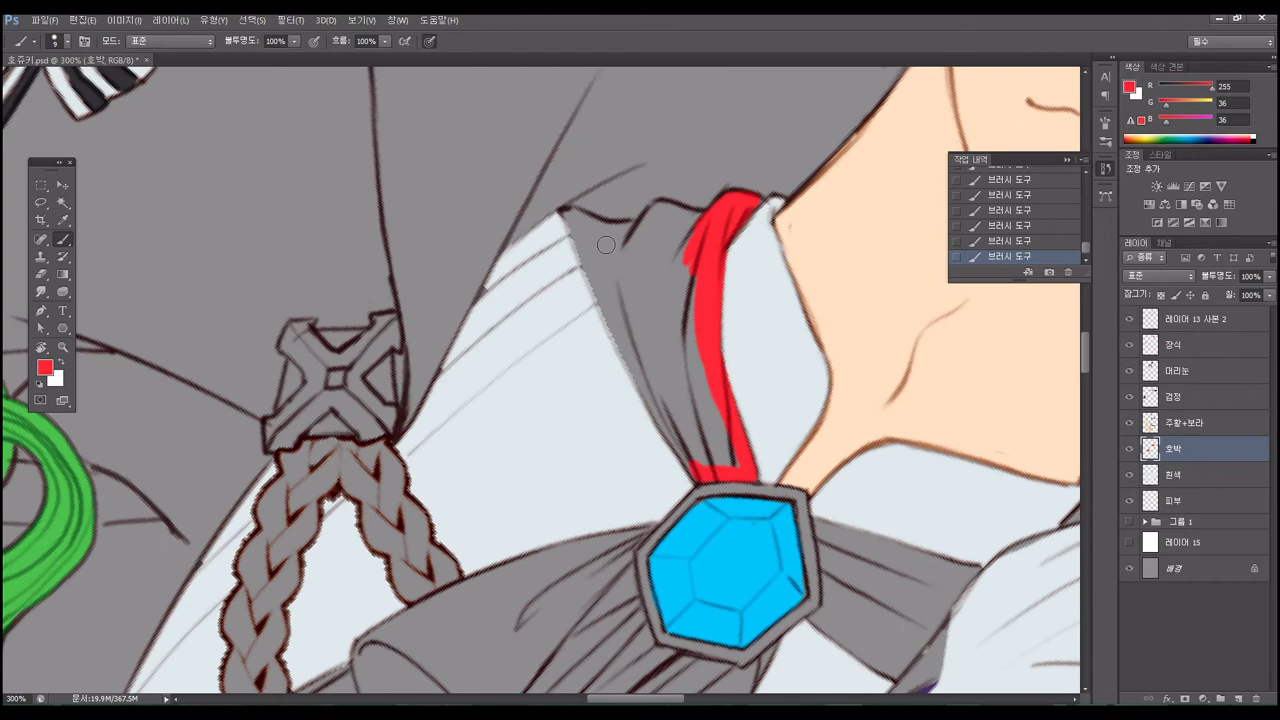 Ps 파일(F) 편집(E) 이미지(I) 레이어(L) 유형(Y) 선택(S) 필터(T) 3D(D) 보기(V) 창(W) 도움말(H)
9 모드: 표준 불투명도: 100% 흐름: 100% 필수
호쥬키.psd @ 300% (호박, RGB/8) * ×
색상 색상 견본
R 255
G 36
B 36
조정 스타일
조정 추가
작업 내역
브러시 도구
브러시 도구
브러시 도구
브러시 도구
브러시 도구
브러시 도구
레이어 채널
종류
표준 불투명도: 100%
잠그기: 칠: 100%
레이어 13 사본 2
장식
머리눈
검정
주황+보라
호박
흰색
피부
그룹 1
레이어 15
배경
300% 문서:19.9M/367.5M